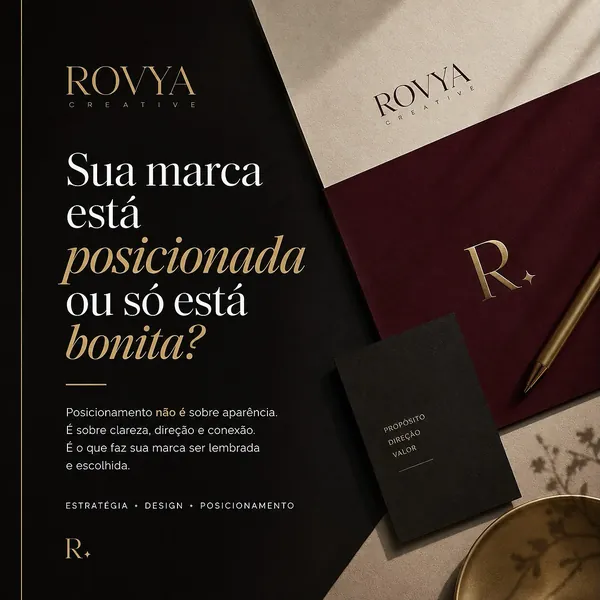 ROVYA
CREATIVE
Sua marca
está
posicionada
ou só está
bonita?
Posicionamento não é sobre aparência.
É sobre clareza, direção e conexão.
É o que faz sua marca ser lembrada
e escolhida.
ESTRATÉGIA • DESIGN • POSICIONAMENTO
R.
ROVYA
CREATIVE
R.
PROPÓSITO
DIREÇÃO
VALOR